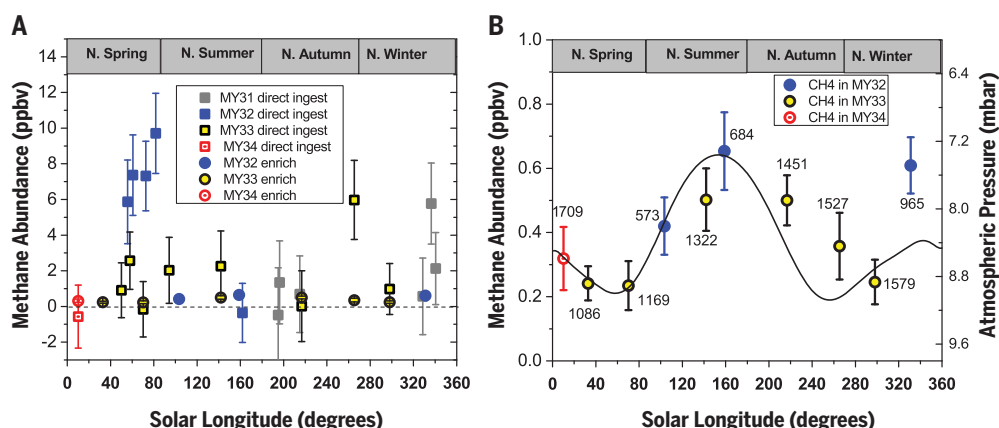 A
N. Spring N. Summer N. Autumn N. Winter
Methane Abundance (ppbv)
14
12
10
8
6
4
2
0
-2
MY31 direct ingest
MY32 direct ingest
MY33 direct ingest
MY34 direct ingest
MY32 enrich
MY33 enrich
MY34 enrich
0 40 80 120 160 200 240 280 320 360
Solar Longitude (degrees)
B
N. Spring N. Summer N. Autumn N. Winter
Methane Abundance (ppbv)
1.0
0.8
0.6
0.4
0.2
0.0
CH4 in MY32
CH4 in MY33
CH4 in MY34
1709
1086
1169
573
1322
684
1451
1527
1579
965
6.4
7.2
8.0
8.8
9.6
Atmospheric Pressure (mbar)
0 40 80 120 160 200 240 280 320 360
Solar Longitude (degrees)